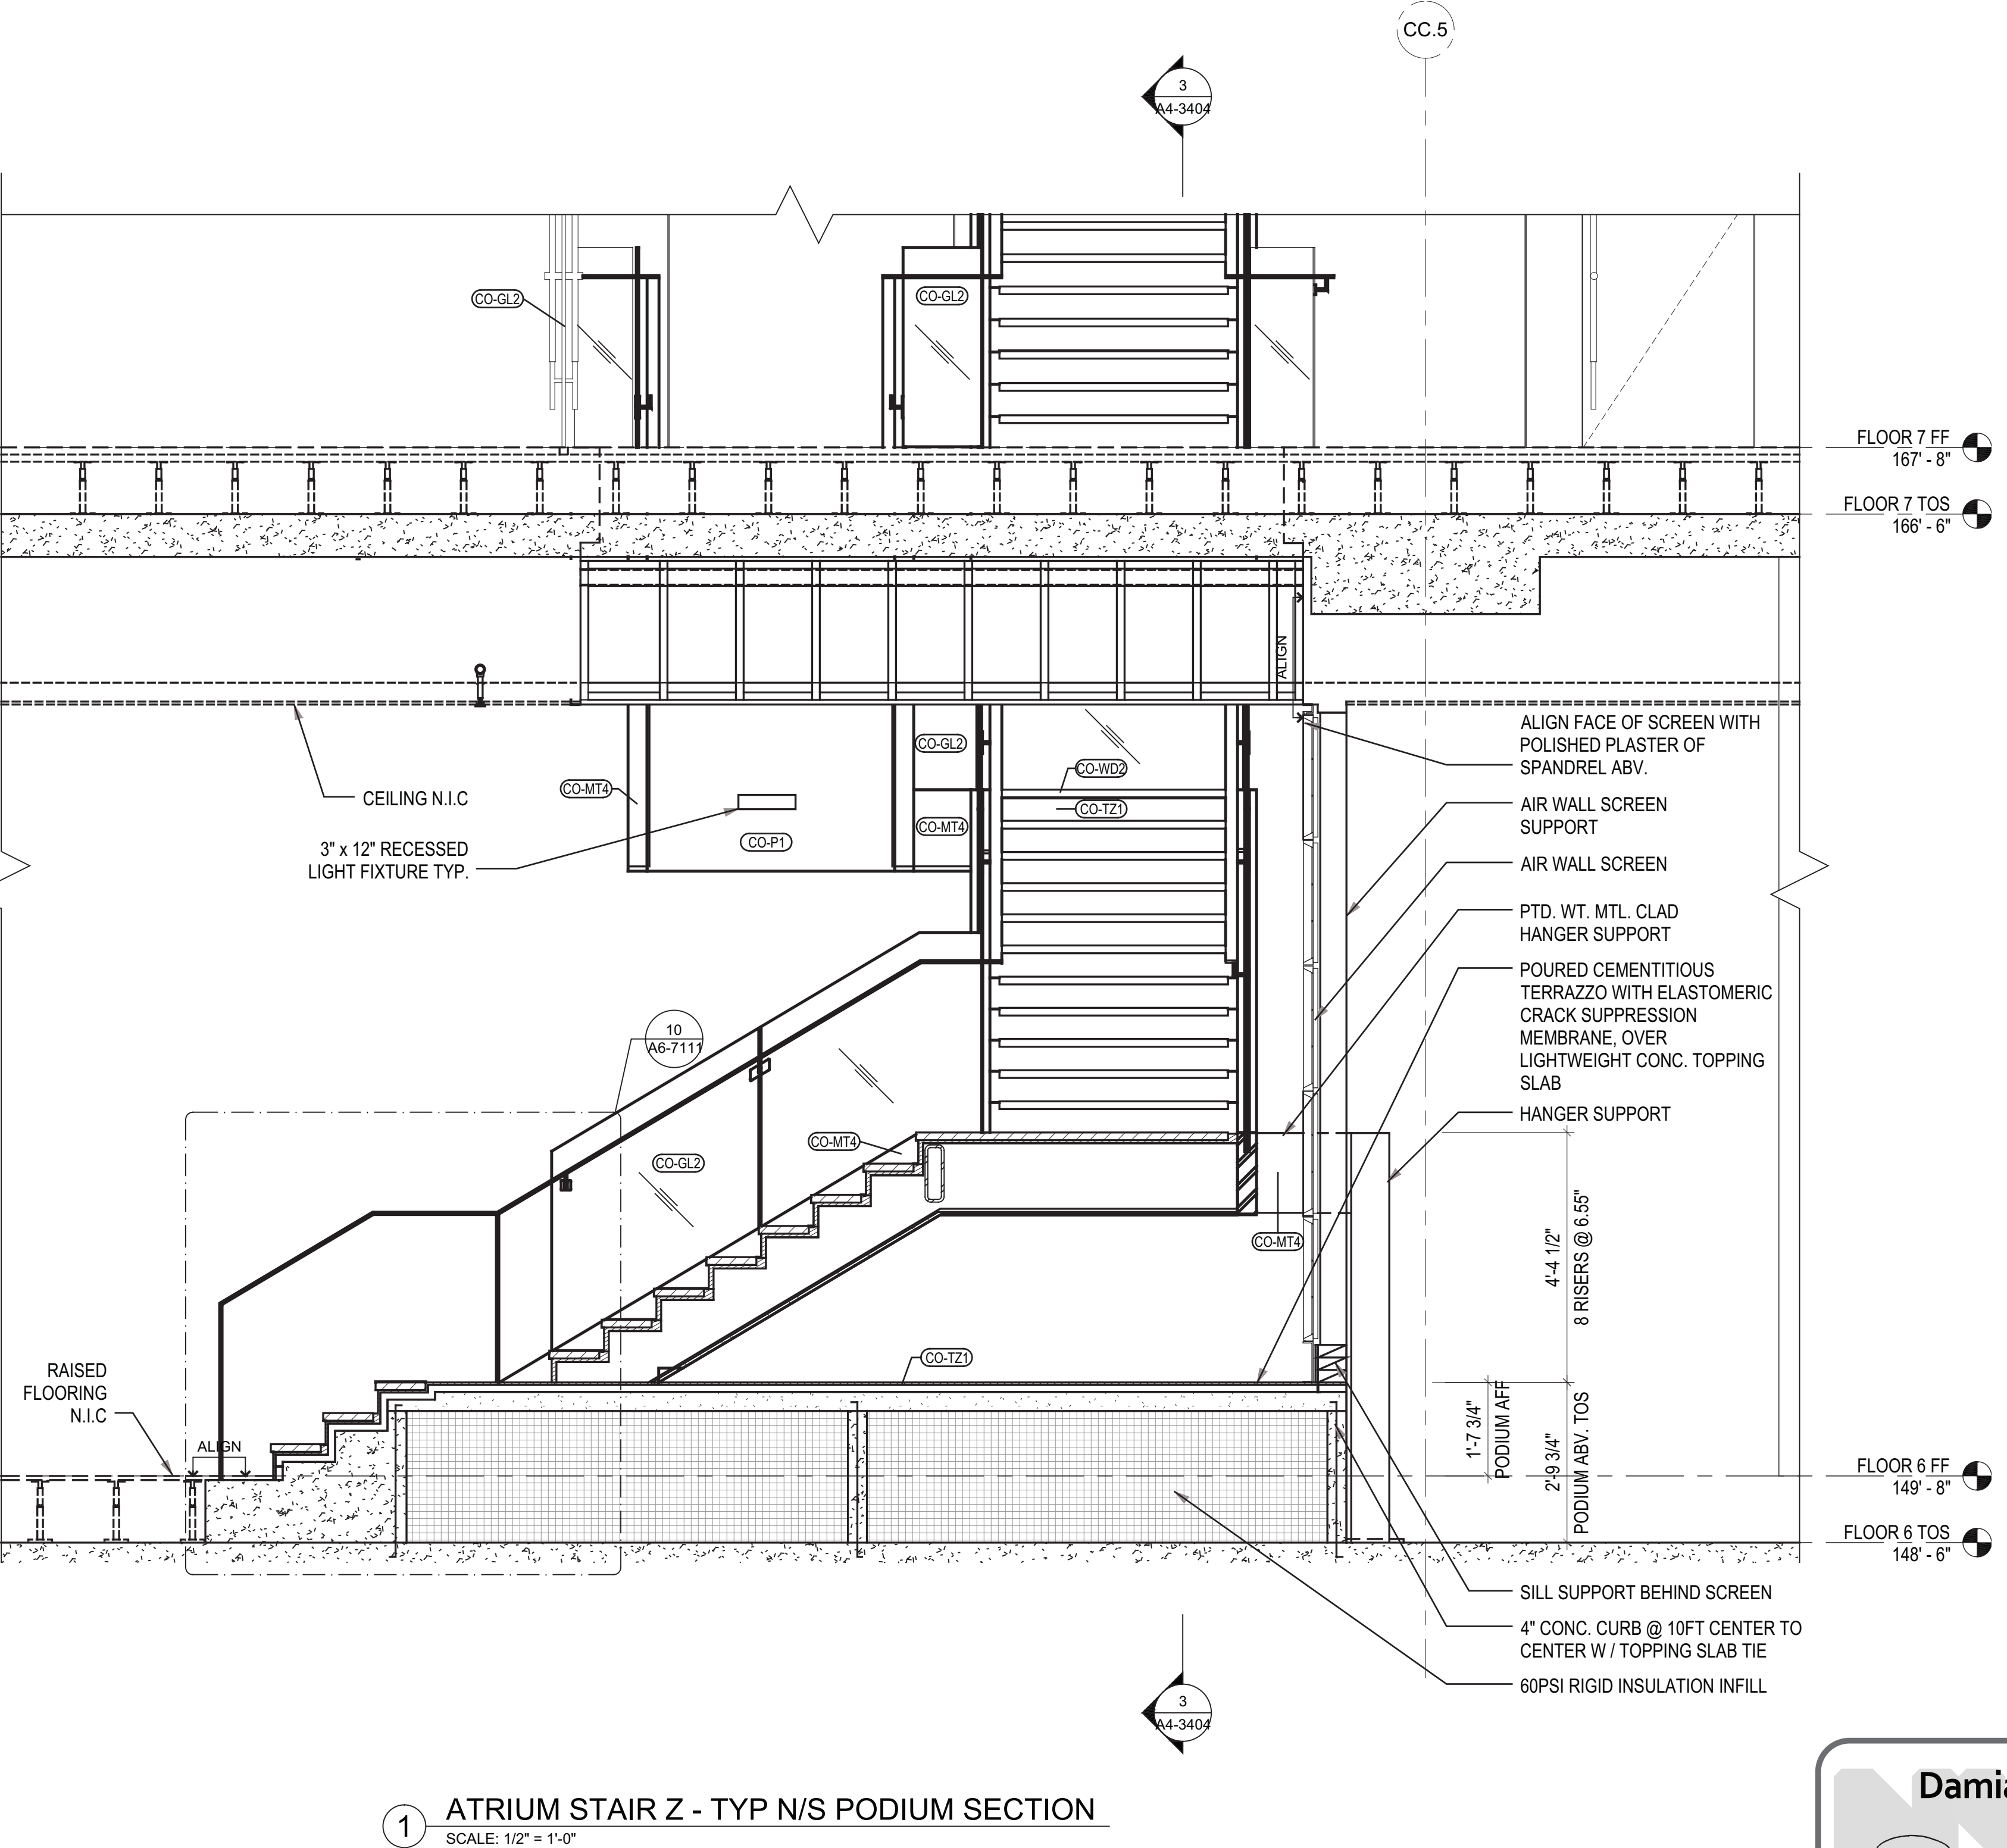 CC.5
3
A4-3404
CO-GL2
CO-GL2
FLOOR 7 FF
167' - 8"
FLOOR 7 TOS
166' - 6"
ALIGN
CEILING N.I.C
3" x 12" RECESSED
LIGHT FIXTURE TYP.
CO-MT4
CO-P1
CO-GL2
CO-MT4
CO-WD2
CO-TZ1
ALIGN FACE OF SCREEN WITH
POLISHED PLASTER OF
SPANDREL ABV.
AIR WALL SCREEN
SUPPORT
AIR WALL SCREEN
PTD. WT. MTL. CLAD
HANGER SUPPORT
POURED CEMENTITIOUS
TERRAZZO WITH ELASTOMERIC
CRACK SUPPRESSION
MEMBRANE, OVER
LIGHTWEIGHT CONC. TOPPING
SLAB
HANGER SUPPORT
10
A6-7111
CO-MT4
CO-GL2
CO-MT4
CO-TZ1
4'-4 1/2"
8 RISERS @ 6.55"
RAISED
FLOORING
N.I.C
ALIGN
1'-7 3/4"
PODIUM AFF
2'-9 3/4"
PODIUM ABV. TOS
FLOOR 6 FF
149' - 8"
FLOOR 6 TOS
148' - 6"
SILL SUPPORT BEHIND SCREEN
4" CONC. CURB @ 10FT CENTER TO
CENTER W / TOPPING SLAB TIE
60PSI RIGID INSULATION INFILL
3
A4-3404
1
ATRIUM STAIR Z - TYP N/S PODIUM SECTION
SCALE: 1/2" = 1'-0"